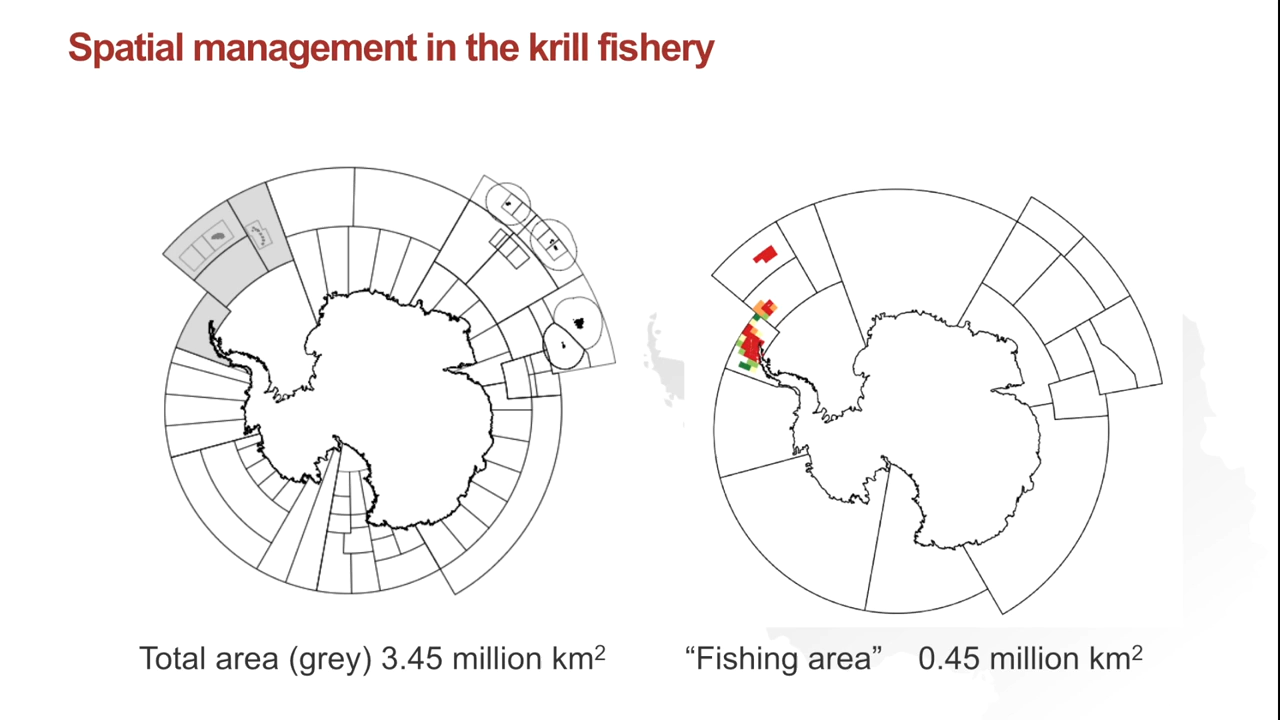 Spatial management in the krill fishery
Total area (grey) 3.45 million km²
“Fishing area” 0.45 million km²